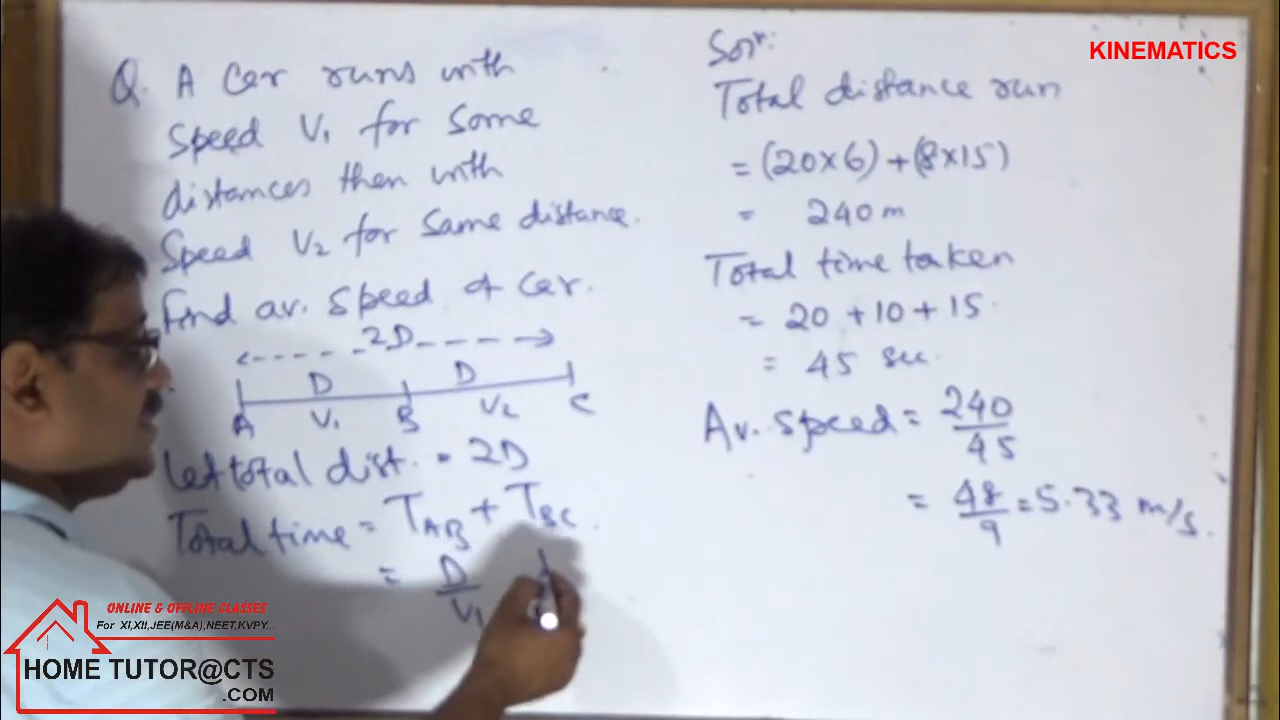 Q. A Car runs with
Speed V₁ for Some
distances then with
Speed V₂ for Same distance.
Find av. speed of Car.
2D
D D
A V₁ B V₂ C
let total dist. = 2D
Total time = T_AB + T_BC.
= D/V₁
Solⁿ:
Total distance run
= (20×6) + (8×15)
= 240 m
Total time taken
= 20 + 10 + 15
= 45 sec.
Av. speed = 240/45
= 48/9 = 5.33 m/s.
KINEMATICS
ONLINE & OFFLINE CLASSES
For XI,XII,JEE(M&A),NEET,KVPY...
HOME TUTOR@CTS
.COM